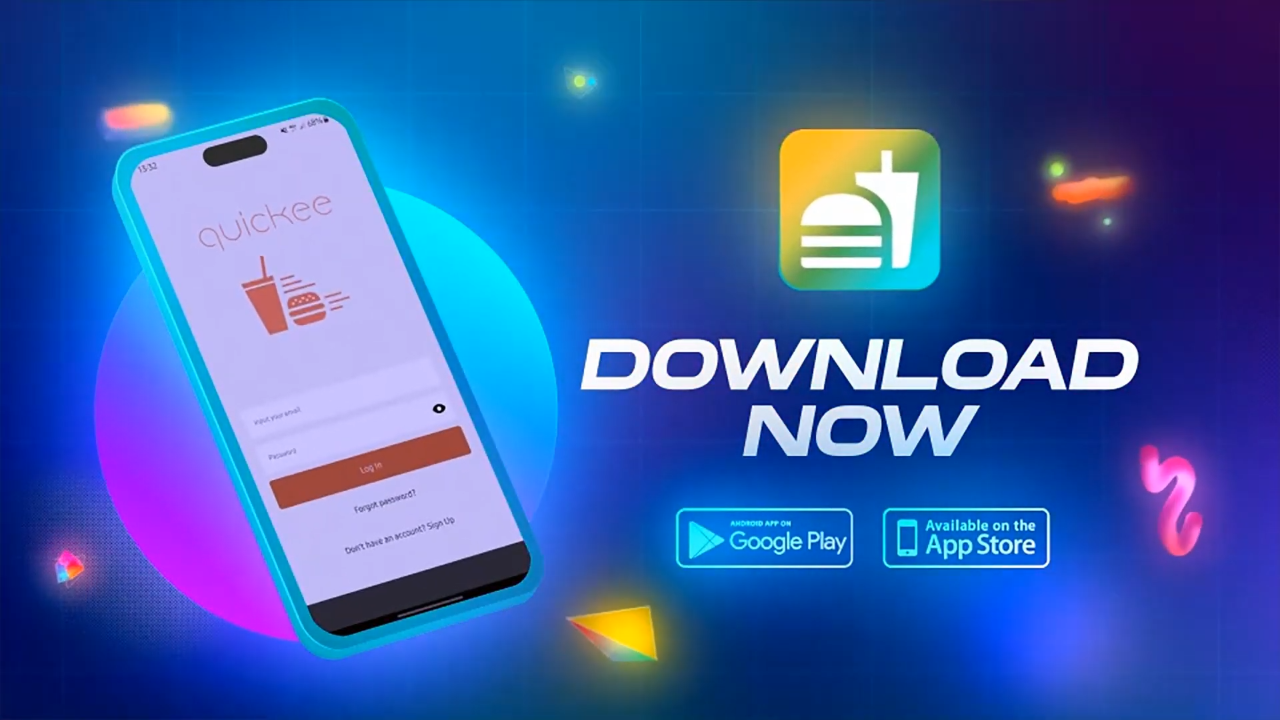 13:32
68%
quickee
Input your email
Password
Log In
Forgot password?
Don't have an account? Sign Up
DOWNLOAD
NOW
ANDROID APP ON
Google Play
Available on the
App Store